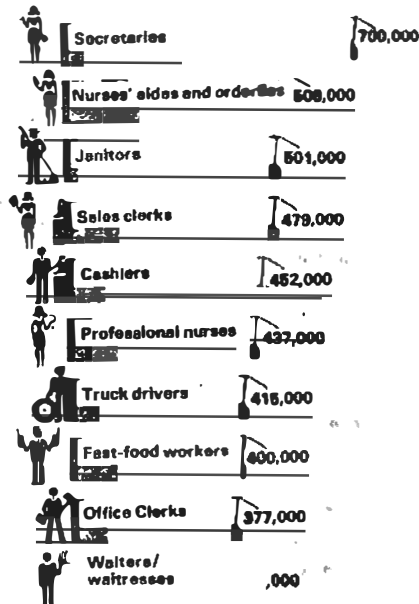 Secretaries 700,000
Nurses' aides and orderlies 508,000
Janitors 501,000
Sales clerks 479,000
Cashiers 452,000
Professional nurses 437,000
Truck drivers 415,000
Fast-food workers 400,000
Office Clerks 377,000
Waiters/
waitresses ,000